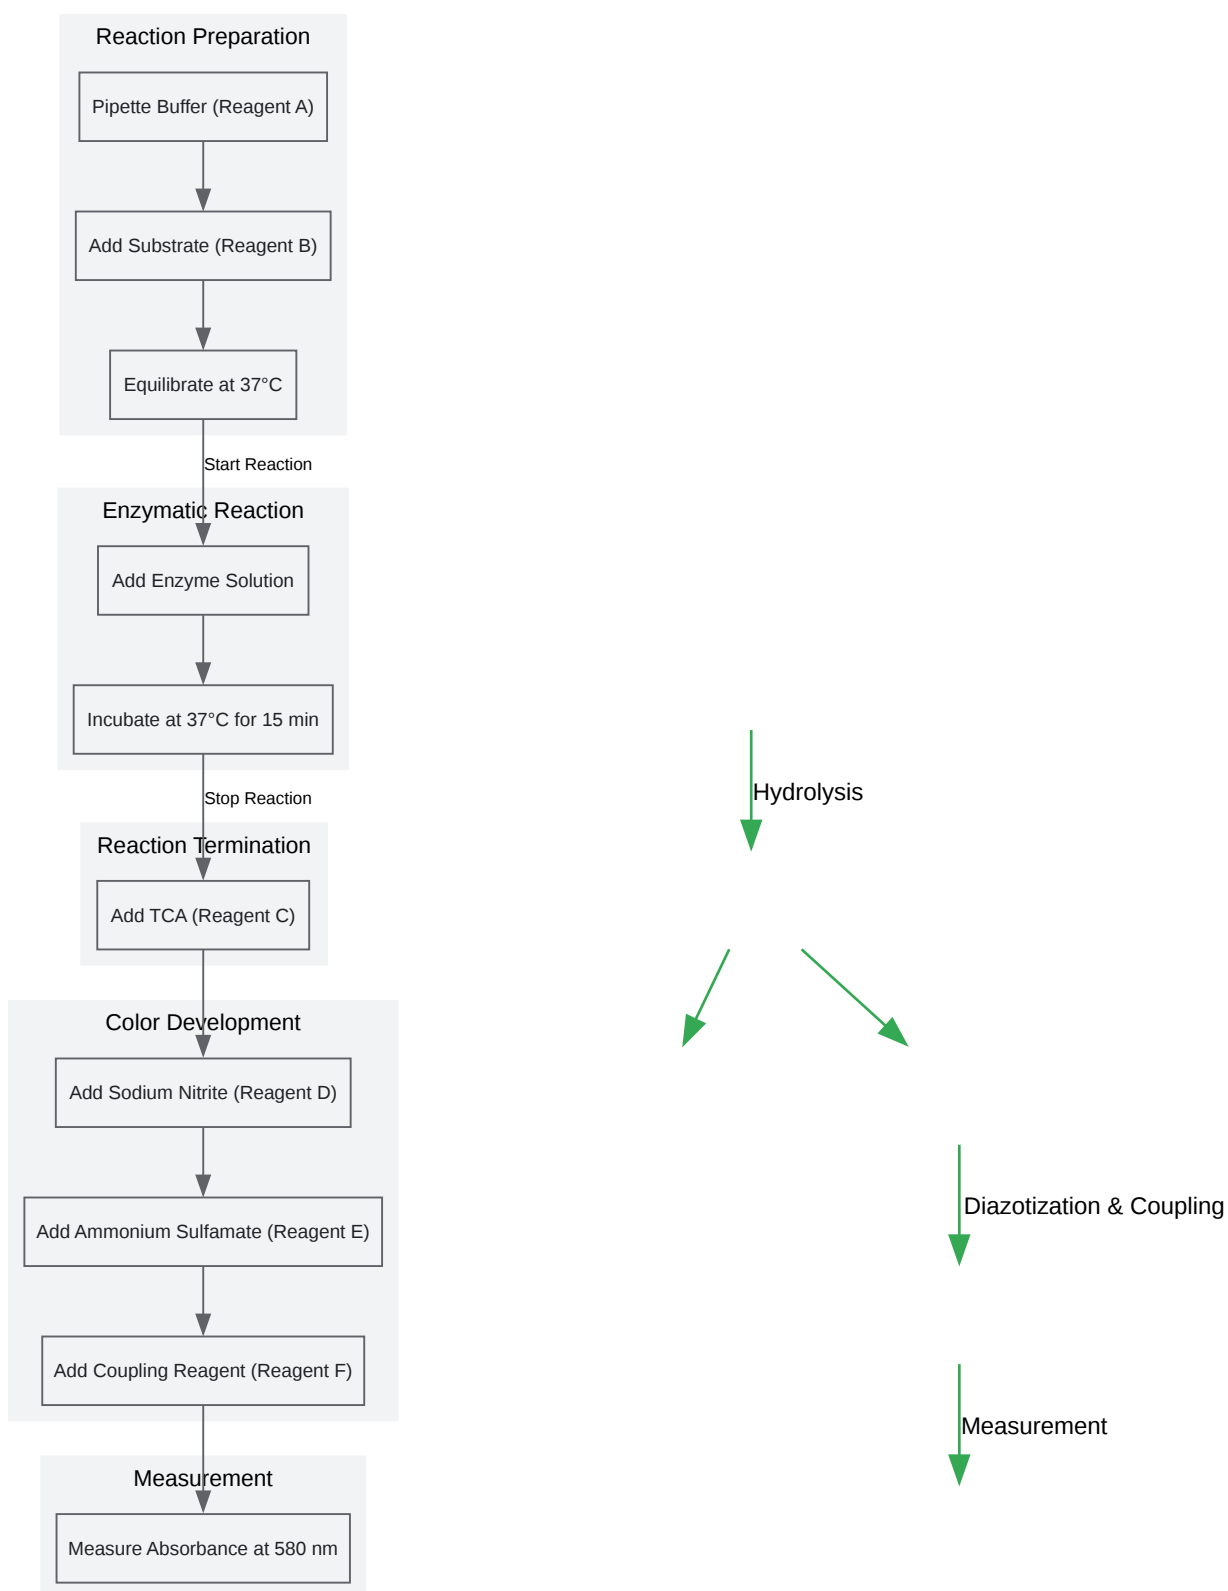 Reaction Preparation
Pipette Buffer (Reagent A)
Add Substrate (Reagent B)
Equilibrate at 37°C
Start Reaction
Enzymatic Reaction
Add Enzyme Solution
Incubate at 37°C for 15 min
Stop Reaction
Reaction Termination
Add TCA (Reagent C)
Color Development
Add Sodium Nitrite (Reagent D)
Add Ammonium Sulfamate (Reagent E)
Add Coupling Reagent (Reagent F)
Measurement
Measure Absorbance at 580 nm
Hydrolysis
Diazotization & Coupling
Measurement